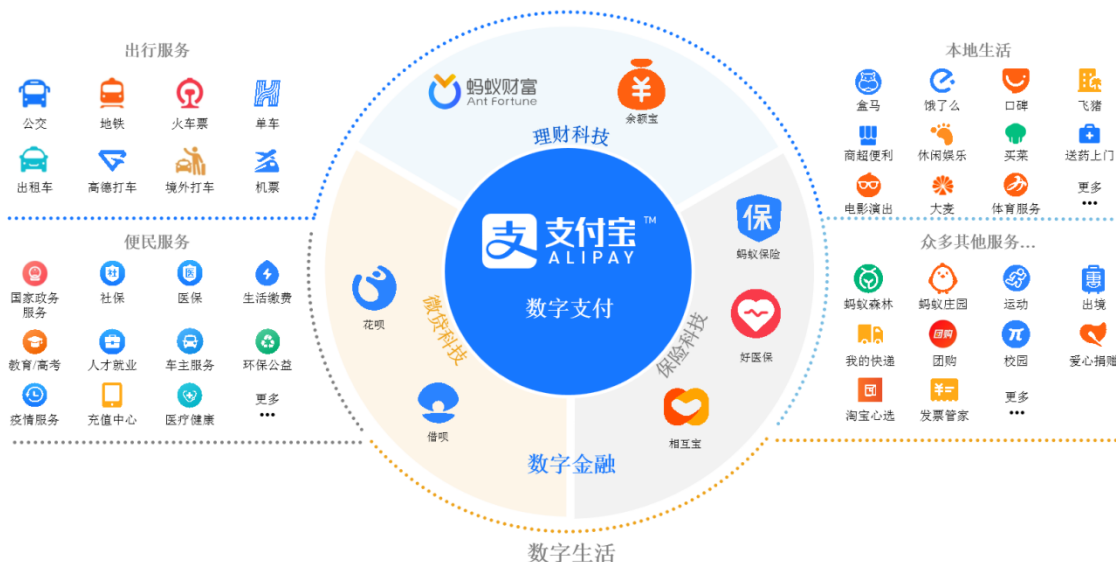 出行服务
公交
地铁
火车票
单车
出租车
高德打车
境外打车
机票
便民服务
国家政务
服务
社保
医保
生活缴费
教育/高考
人才就业
车主服务
环保公益
疫情服务
充值中心
医疗健康
更多
蚂蚁财富
Ant Fortune
余额宝
理财科技
支付宝™
ALIPAY
数字支付
花呗
微贷科技
借呗
蚂蚁保险
好医保
保险科技
相互宝
数字金融
数字生活
本地生活
盒马
饿了么
口碑
飞猪
商超便利
休闲娱乐
买菜
送药上门
电影演出
大麦
体育服务
更多
众多其他服务...
蚂蚁森林
蚂蚁庄园
运动
出境
我的快递
团购
团购
校园
爱心捐赠
淘宝心选
发票管家
更多